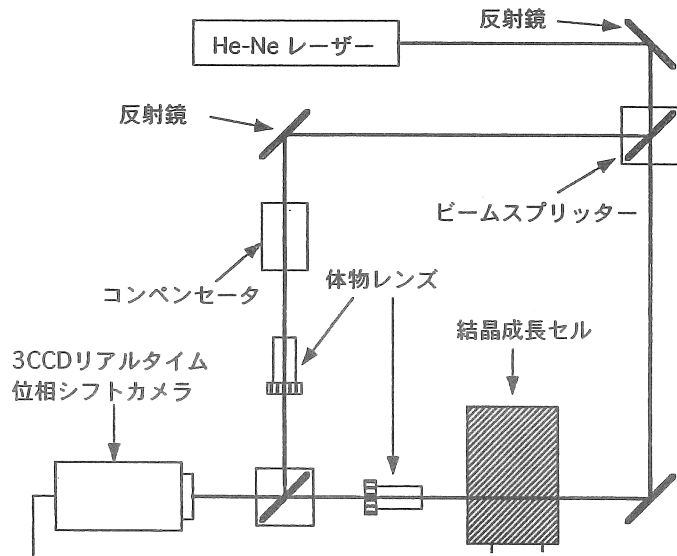 反射鏡
He-Ne レーザー
反射鏡
ビームスプリッター
コンペンセータ
体物レンズ
結晶成長セル
3CCDリアルタイム
位相シフトカメラ